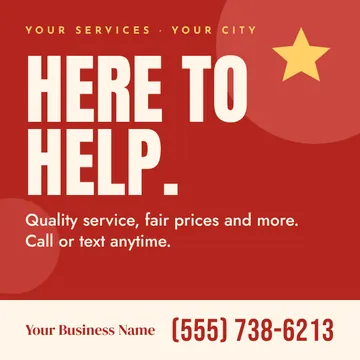 YOUR SERVICES · YOUR CITY
HERE TO
HELP.
Quality service, fair prices and more.
Call or text anytime.
Your Business Name
(555) 738-6213